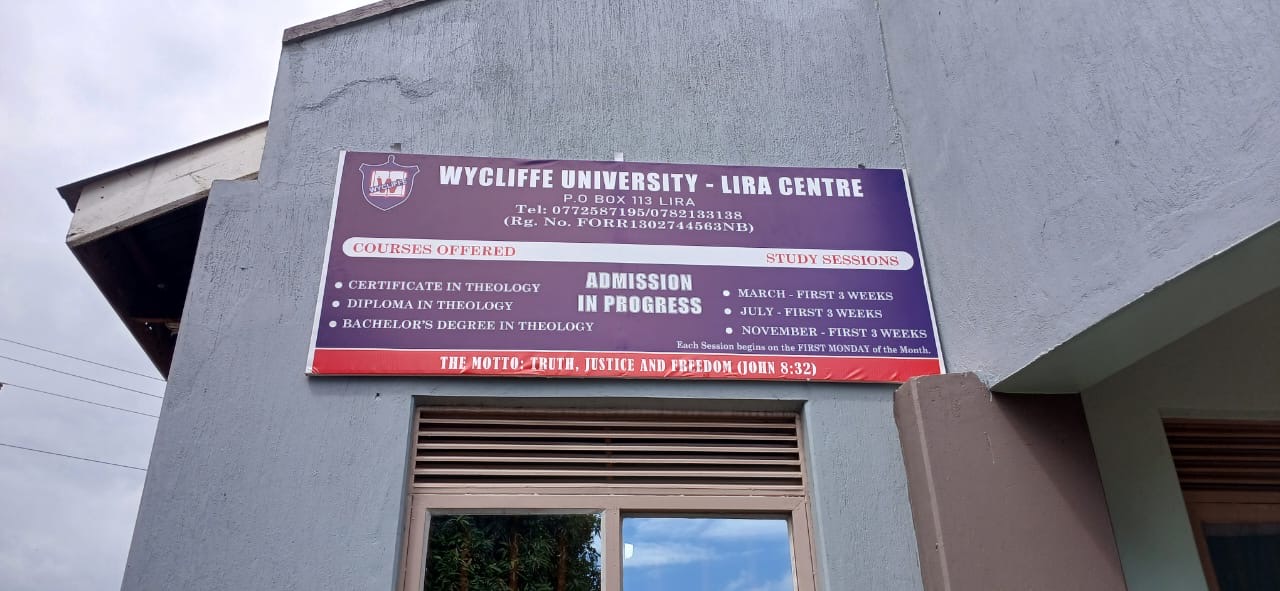 WYCLIFFE
WYCLIFFE UNIVERSITY - LIRA CENTRE
P.O BOX 113 LIRA
Tel: 0772587195/0782133138
(Rg. No. FORR1302744563NB)
COURSES OFFERED
CERTIFICATE IN THEOLOGY
DIPLOMA IN THEOLOGY
BACHELOR'S DEGREE IN THEOLOGY
ADMISSION
IN PROGRESS
STUDY SESSIONS
MARCH - FIRST 3 WEEKS
JULY - FIRST 3 WEEKS
NOVEMBER - FIRST 3 WEEKS
Each Session begins on the FIRST MONDAY of the Month.
THE MOTTO: TRUTH, JUSTICE AND FREEDOM (JOHN 8:32)